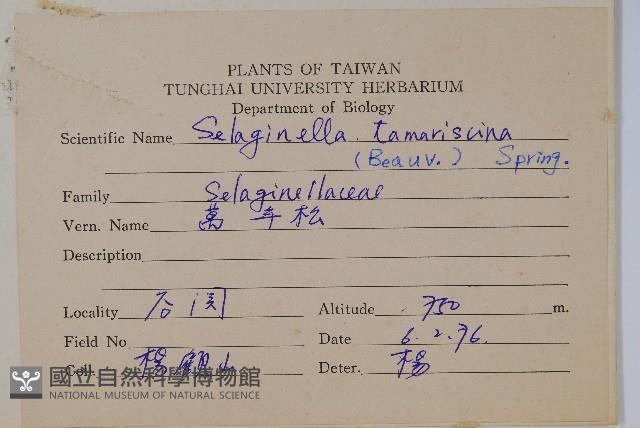 PLANTS OF TAIWAN
TUNGHAI UNIVERSITY HERBARIUM
Department of Biology
Scientific Name Selaginella tamariscina
(Beauv.) Spring.
Family Selaginellaceae
Vern. Name 萬年松
Description
Locality 谷関 Altitude 750 m.
Field No Date 6.2.76.
Coll. 楊 山 Deter. 楊
國立自然科學博物館
NATIONAL MUSEUM OF NATURAL SCIENCE